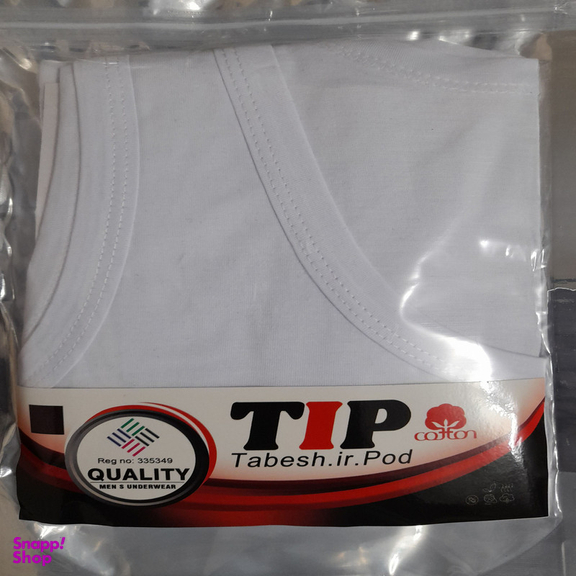 TIP
Tabesh.ir.Pod
cotton
Reg no: 335349
QUALITY
MEN S UNDERWEAR
Snapp!
Shop